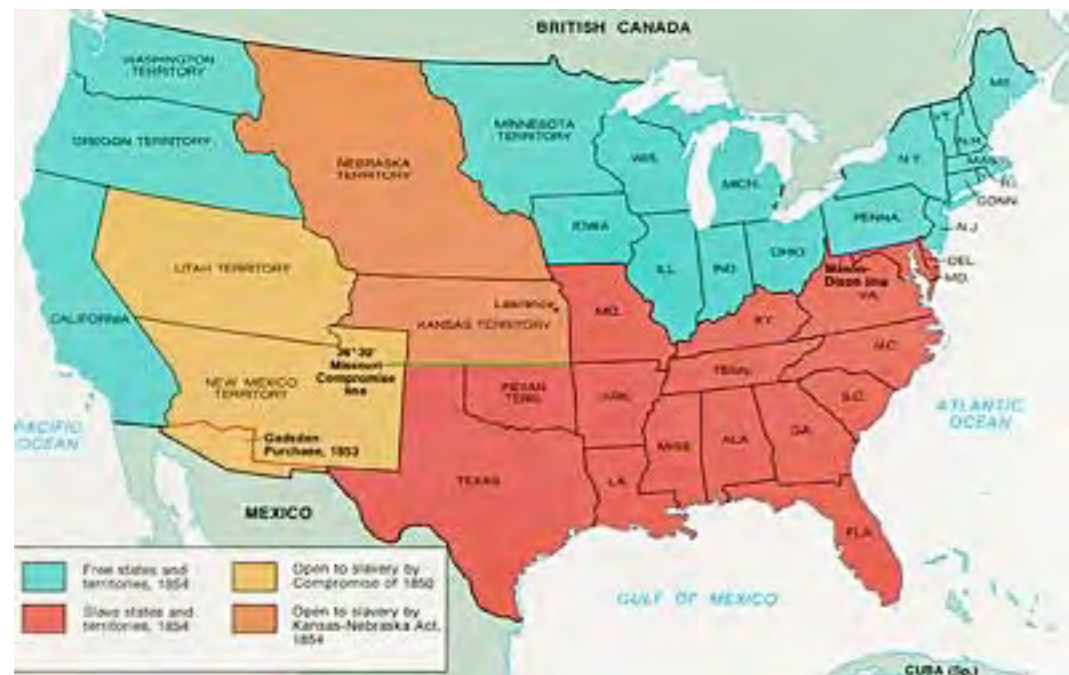 BRITISH CANADA
WASHINGTON
TERRITORY
OREGON TERRITORY
NEBRASKA
TERRITORY
MINNESOTA
TERRITORY
WIS.
MICH.
ME.
VT.
N.H.
N.Y.
MASS.
R.I.
CONN.
IOWA
PENNA.
N.J.
OHIO
ILL.
IND.
DEL.
MD.
Mason-
Dixon line
VA.
UTAH TERRITORY
CALIFORNIA
Lawrence
KANSAS TERRITORY
MO.
KY.
N.C.
36°30'
Missouri
Compromise
line
NEW MEXICO
TERRITORY
INDIAN
TERR.
ARK.
TENN.
S.C.
PACIFIC
OCEAN
ATLANTIC
OCEAN
Gadsden
Purchase, 1853
MISS.
ALA.
GA.
TEXAS
LA.
MEXICO
FLA.
GULF OF MEXICO
CUBA (Sp.)
Free states and
territories, 1854
Open to slavery by
Compromise of 1850
Slave states and
territories, 1854
Open to slavery by
Kansas-Nebraska Act,
1854